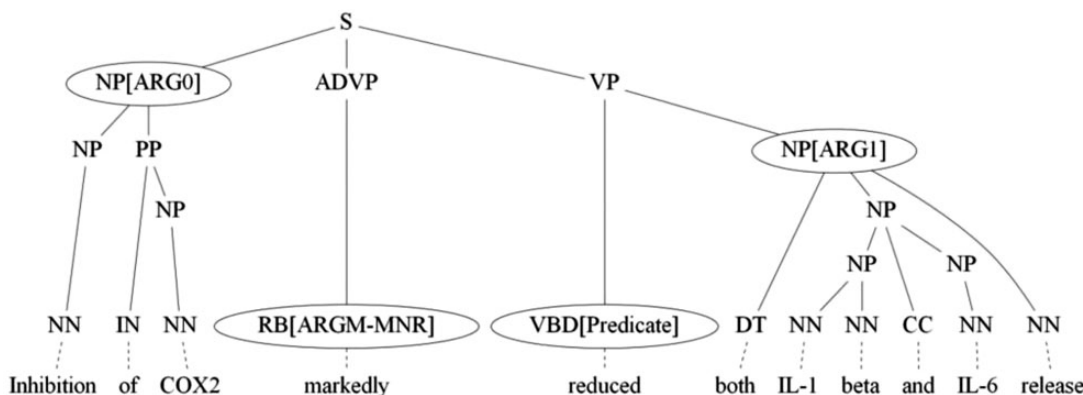 S
NP[ARG0] ADVP VP
NP PP NP[ARG1]
NP NP
NP NP
NN IN NN RB[ARGM-MNR] VBD[Predicate] DT NN NN CC NN NN
Inhibition of COX2 markedly reduced both IL-1 beta and IL-6 release